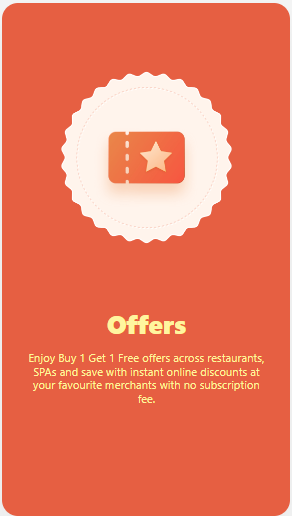 Offers
Enjoy Buy 1 Get 1 Free offers across restaurants,
SPAs and save with instant online discounts at
your favourite merchants with no subscription
fee.